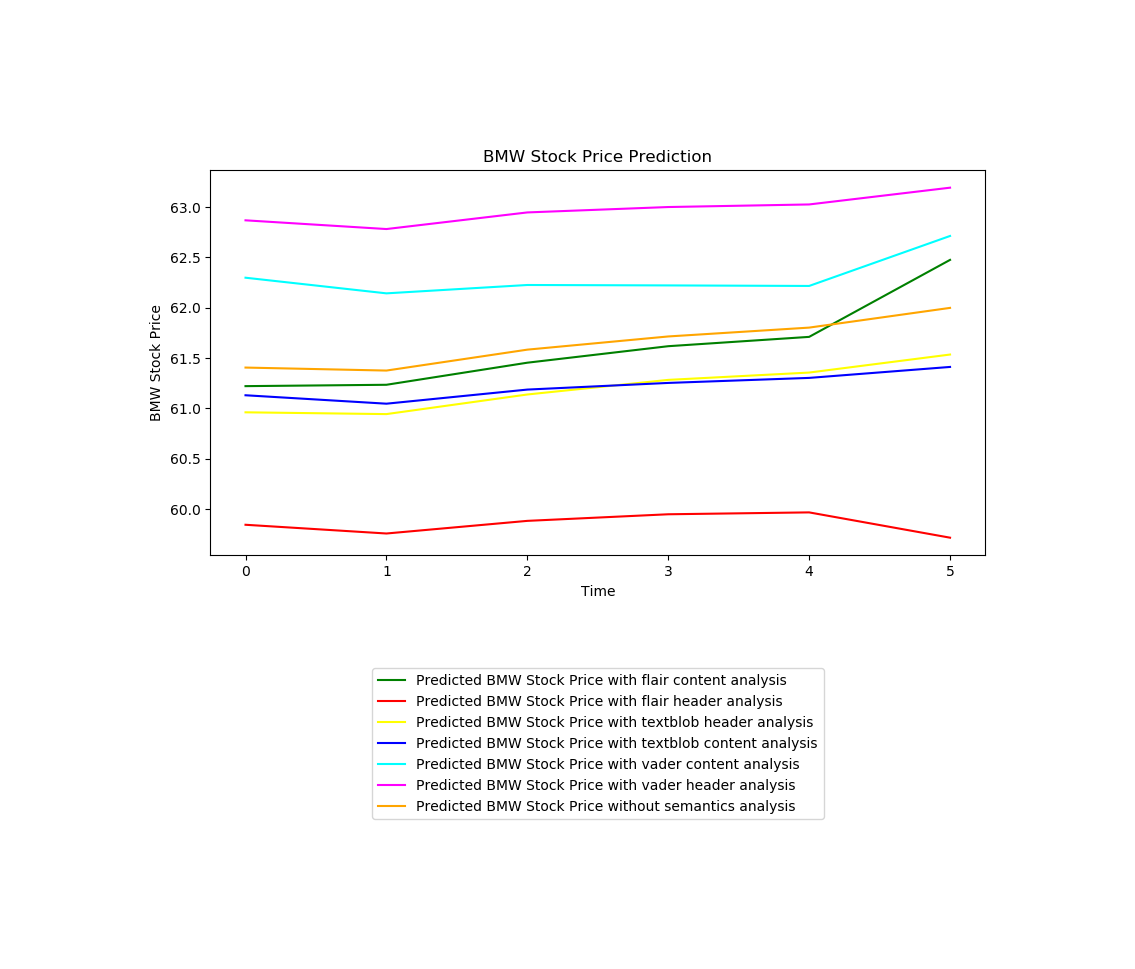 BMW Stock Price Prediction
BMW Stock Price
63.0
62.5
62.0
61.5
61.0
60.5
60.0
0 1 2 3 4 5
Time
Predicted BMW Stock Price with flair content analysis
Predicted BMW Stock Price with flair header analysis
Predicted BMW Stock Price with textblob header analysis
Predicted BMW Stock Price with textblob content analysis
Predicted BMW Stock Price with vader content analysis
Predicted BMW Stock Price with vader header analysis
Predicted BMW Stock Price without semantics analysis